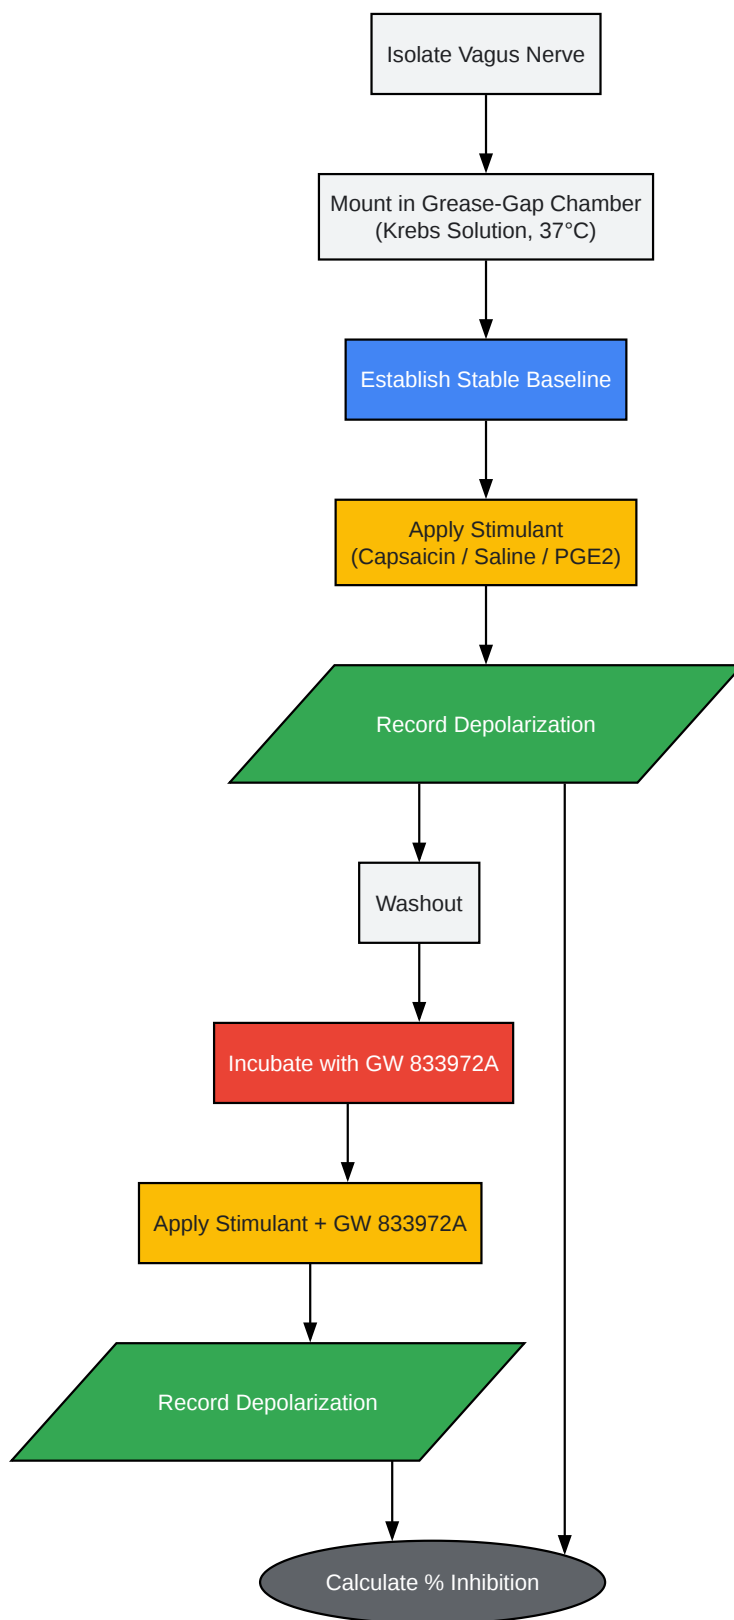 Isolate Vagus Nerve
Mount in Grease-Gap Chamber
(Krebs Solution, 37°C)
Establish Stable Baseline
Apply Stimulant
(Capsaicin / Saline / PGE2)
Record Depolarization
Washout
Incubate with GW 833972A
Apply Stimulant + GW 833972A
Record Depolarization
Calculate % Inhibition